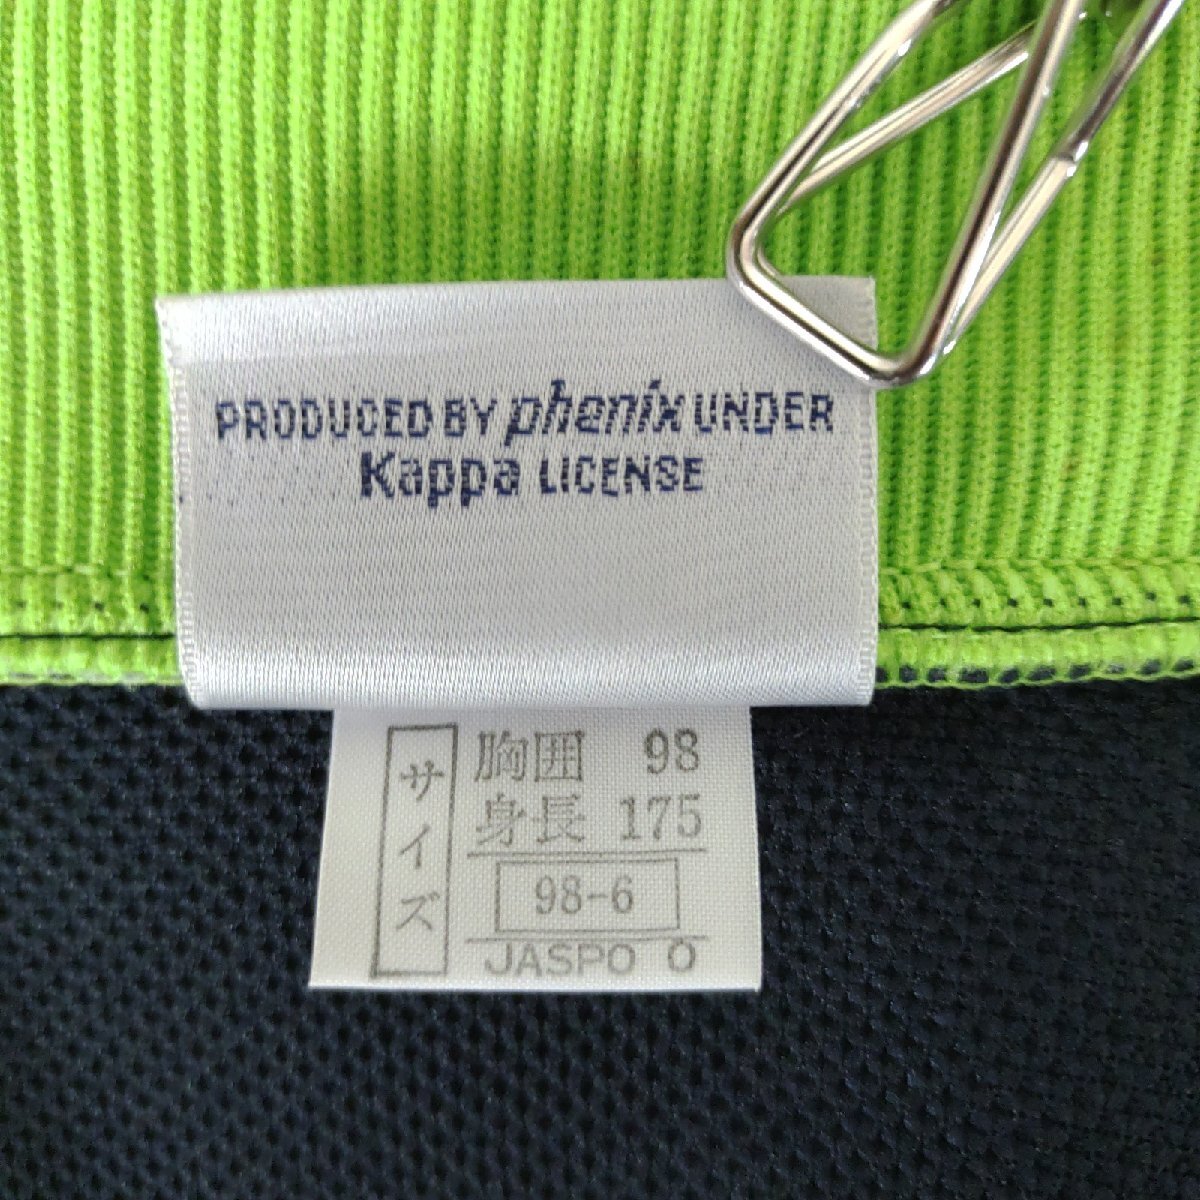 PRODUCED BY phenix UNDER
Kappa LICENSE
サイズ
胸囲 98
身長 175
98-6
JASPO O